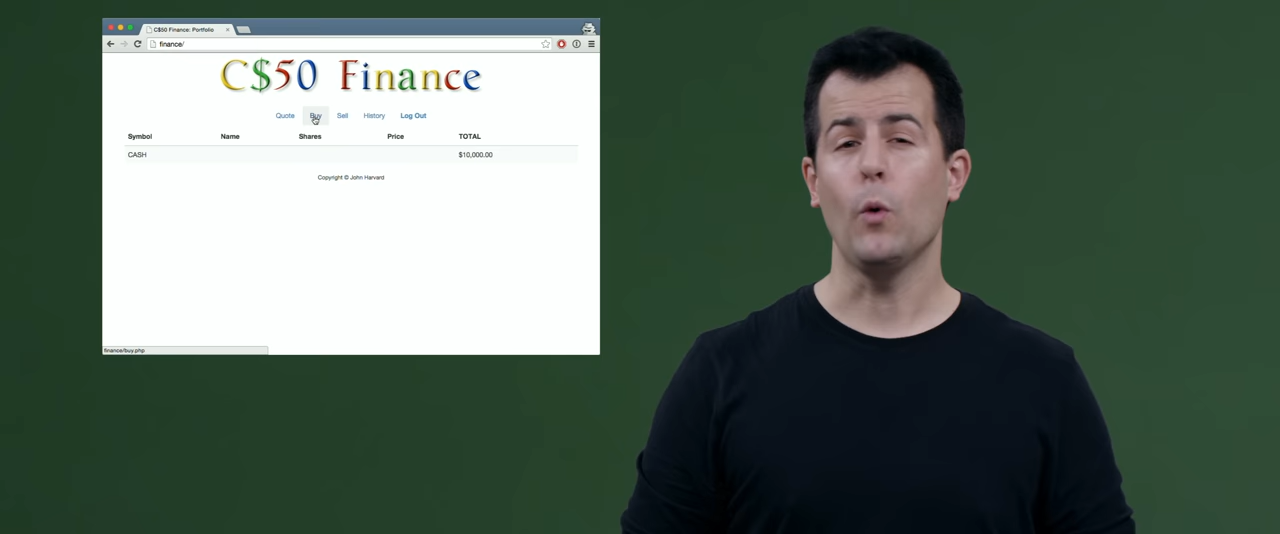 C$50 Finance: Portfolio
finance/
C$50 Finance
Quote Buy Sell History Log Out
Symbol Name Shares Price TOTAL
CASH $10,000.00
Copyright © John Harvard
finance/buy.php